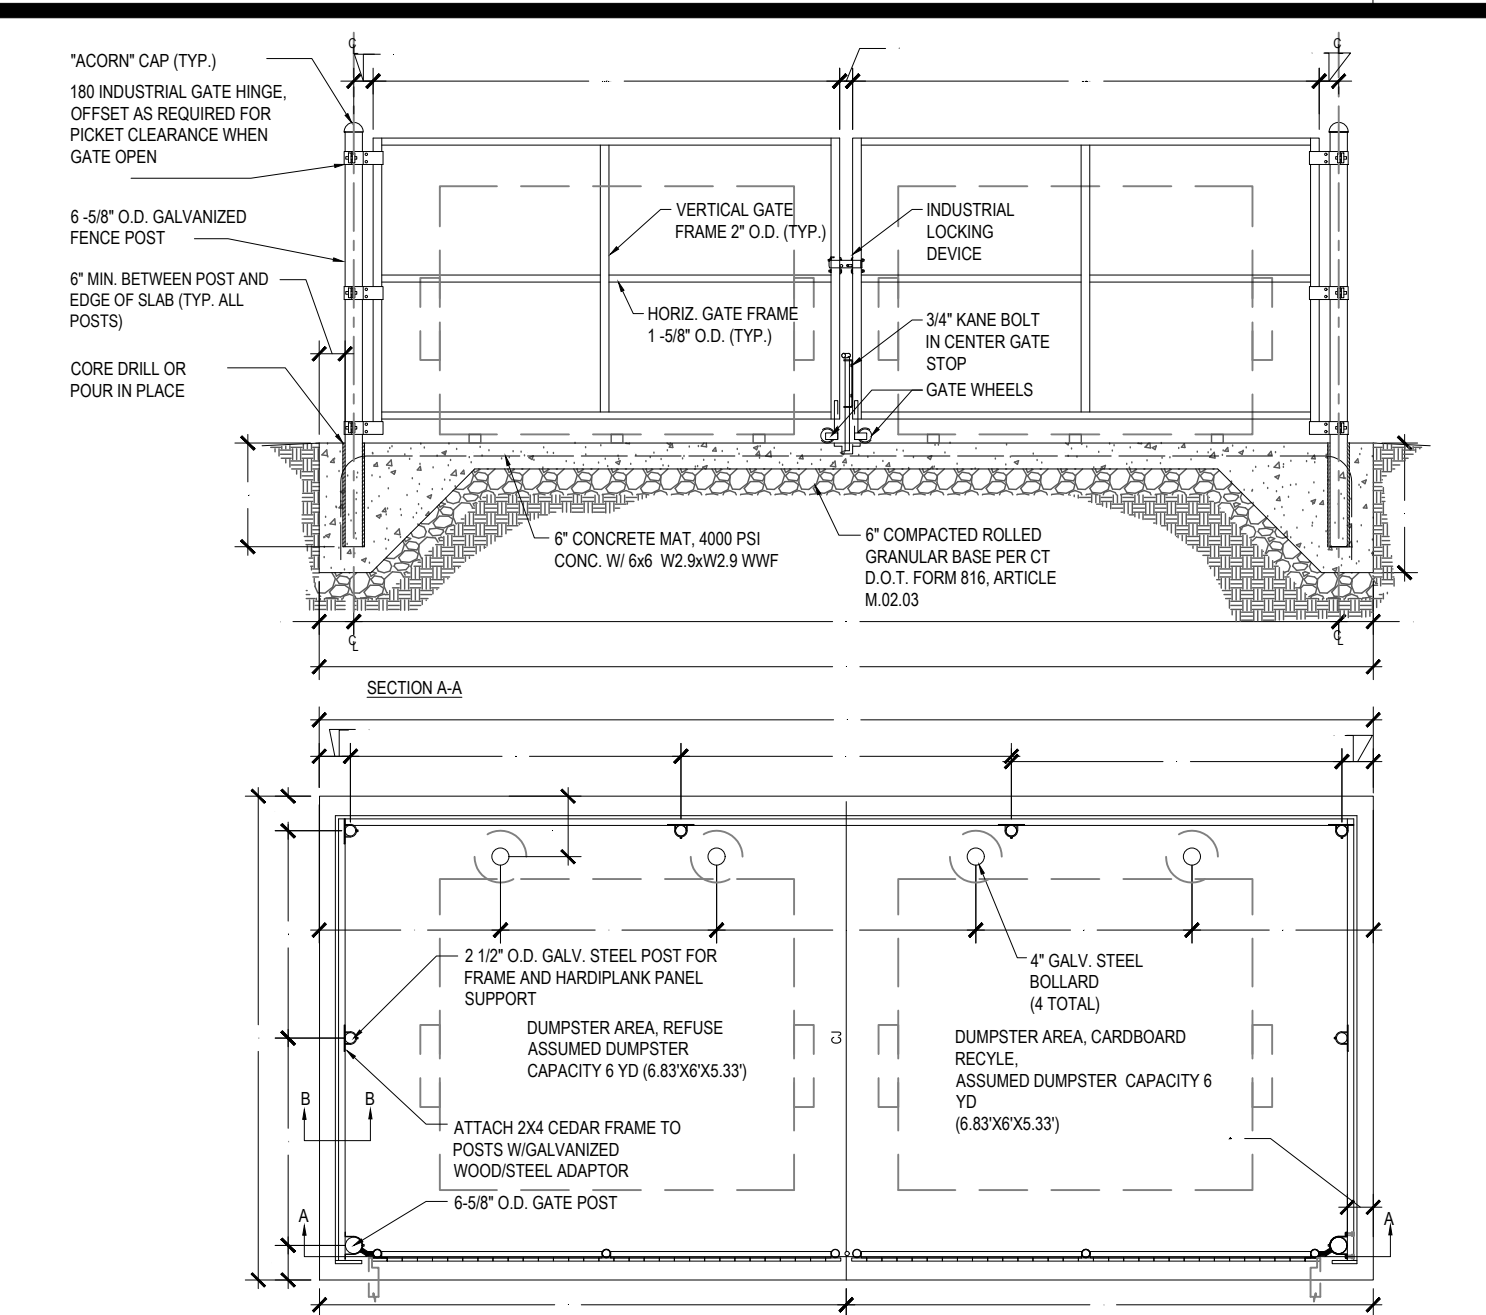 "ACORN" CAP (TYP.)
180 INDUSTRIAL GATE HINGE,
OFFSET AS REQUIRED FOR
PICKET CLEARANCE WHEN
GATE OPEN
6 -5/8" O.D. GALVANIZED
FENCE POST
6" MIN. BETWEEN POST AND
EDGE OF SLAB (TYP. ALL
POSTS)
CORE DRILL OR
POUR IN PLACE
VERTICAL GATE
FRAME 2" O.D. (TYP.)
HORIZ. GATE FRAME
1 -5/8" O.D. (TYP.)
INDUSTRIAL
LOCKING
DEVICE
3/4" KANE BOLT
IN CENTER GATE
STOP
GATE WHEELS
6" CONCRETE MAT, 4000 PSI
CONC. W/ 6x6 W2.9xW2.9 WWF
6" COMPACTED ROLLED
GRANULAR BASE PER CT
D.O.T. FORM 816, ARTICLE
M.02.03
SECTION A-A
2 1/2" O.D. GALV. STEEL POST FOR
FRAME AND HARDIPLANK PANEL
SUPPORT
DUMPSTER AREA, REFUSE
ASSUMED DUMPSTER
CAPACITY 6 YD (6.83'X6'X5.33')
CJ
4" GALV. STEEL
BOLLARD
(4 TOTAL)
DUMPSTER AREA, CARDBOARD
RECYLE,
ASSUMED DUMPSTER CAPACITY 6
YD
(6.83'X6'X5.33')
B B
ATTACH 2X4 CEDAR FRAME TO
POSTS W/GALVANIZED
WOOD/STEEL ADAPTOR
6-5/8" O.D. GATE POST
A A